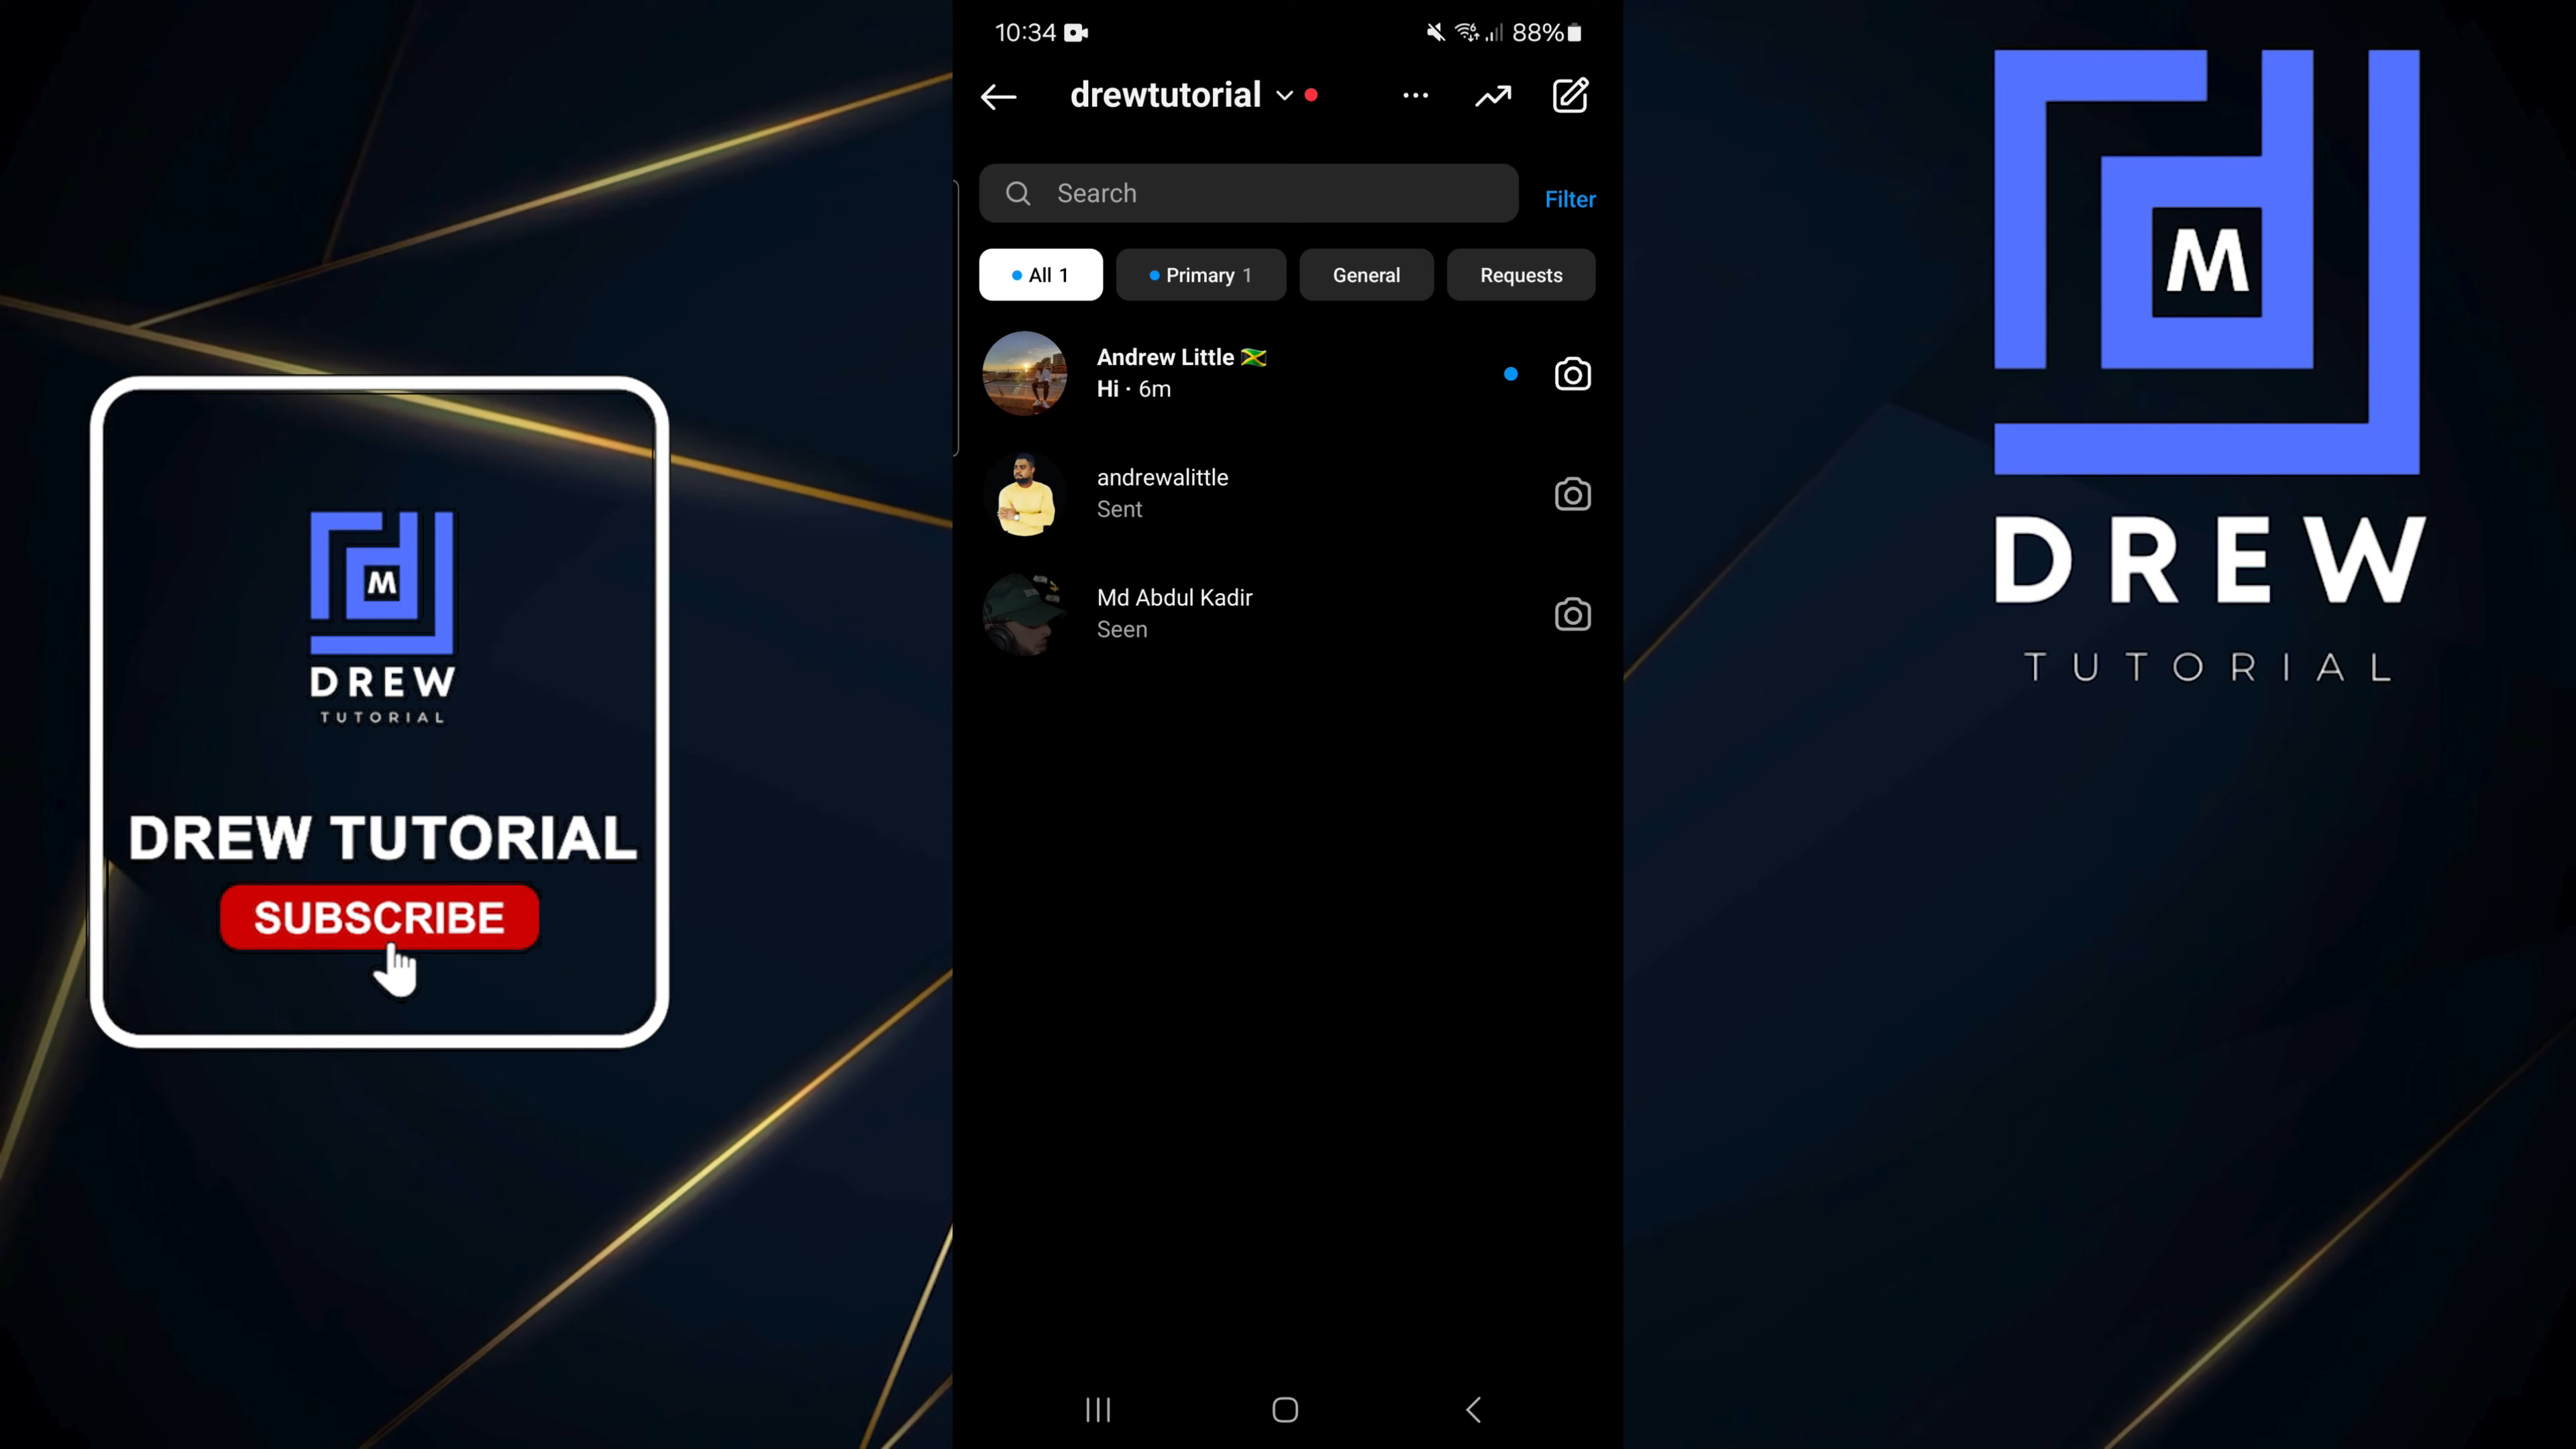 10:34
88%
drewtutorial
Search
Filter
All 1
Primary 1
General
Requests
Andrew Little
Hi · 6m
andrewalittle
Sent
Md Abdul Kadir
Seen
M
DREW
TUTORIAL
DREW TUTORIAL
SUBSCRIBE
M
DREW
TUTORIAL